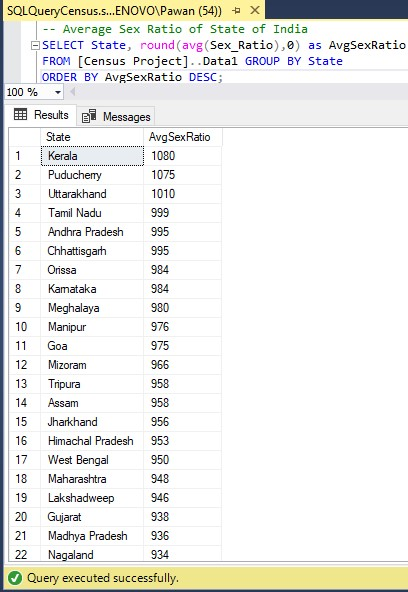 SQLQueryCensus.s...ENOVO\Pawan (54))
-- Average Sex Ratio of State of India
SELECT State, round(avg(Sex_Ratio),0) as AvgSexRatio
FROM [Census Project]..Data1 GROUP BY State
ORDER BY AvgSexRatio DESC;
100 %
Results Messages
State AvgSexRatio
1 Kerala 1080
2 Puducherry 1075
3 Uttarakhand 1010
4 Tamil Nadu 999
5 Andhra Pradesh 995
6 Chhattisgarh 995
7 Orissa 984
8 Karnataka 984
9 Meghalaya 980
10 Manipur 976
11 Goa 975
12 Mizoram 966
13 Tripura 958
14 Assam 958
15 Jharkhand 956
16 Himachal Pradesh 953
17 West Bengal 950
18 Maharashtra 948
19 Lakshadweep 946
20 Gujarat 938
21 Madhya Pradesh 936
22 Nagaland 934
Query executed successfully.